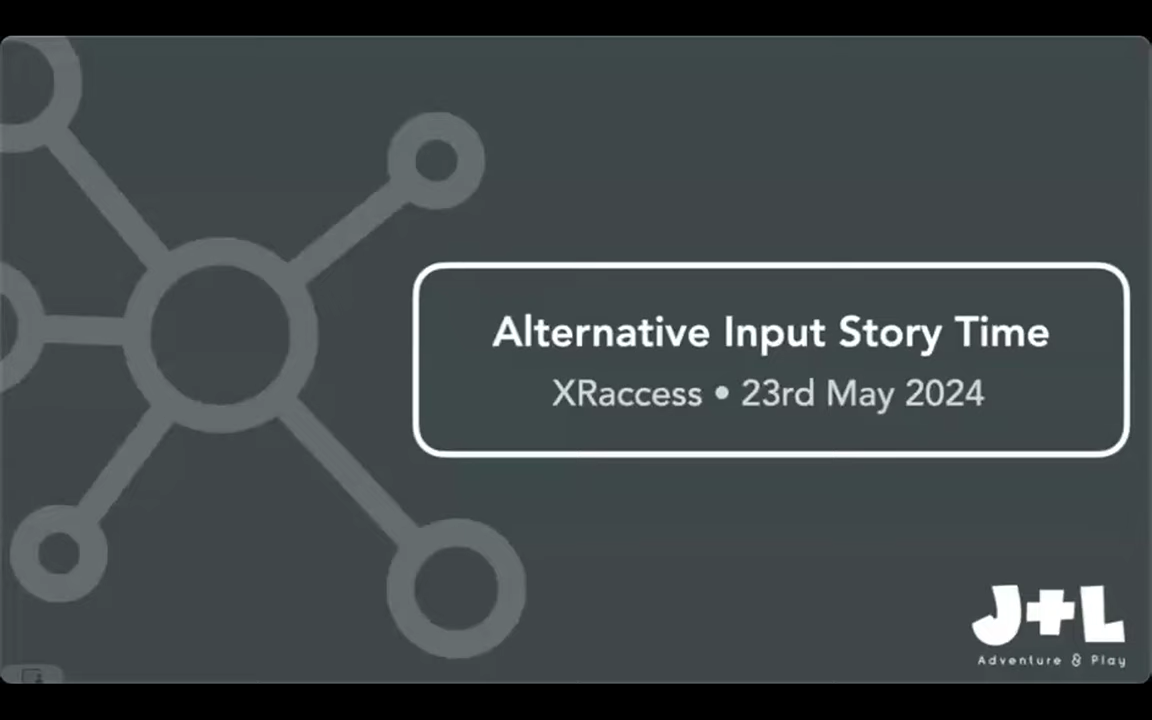 Alternative Input Story Time
XRaccess • 23rd May 2024
J+L
Adventure & Play